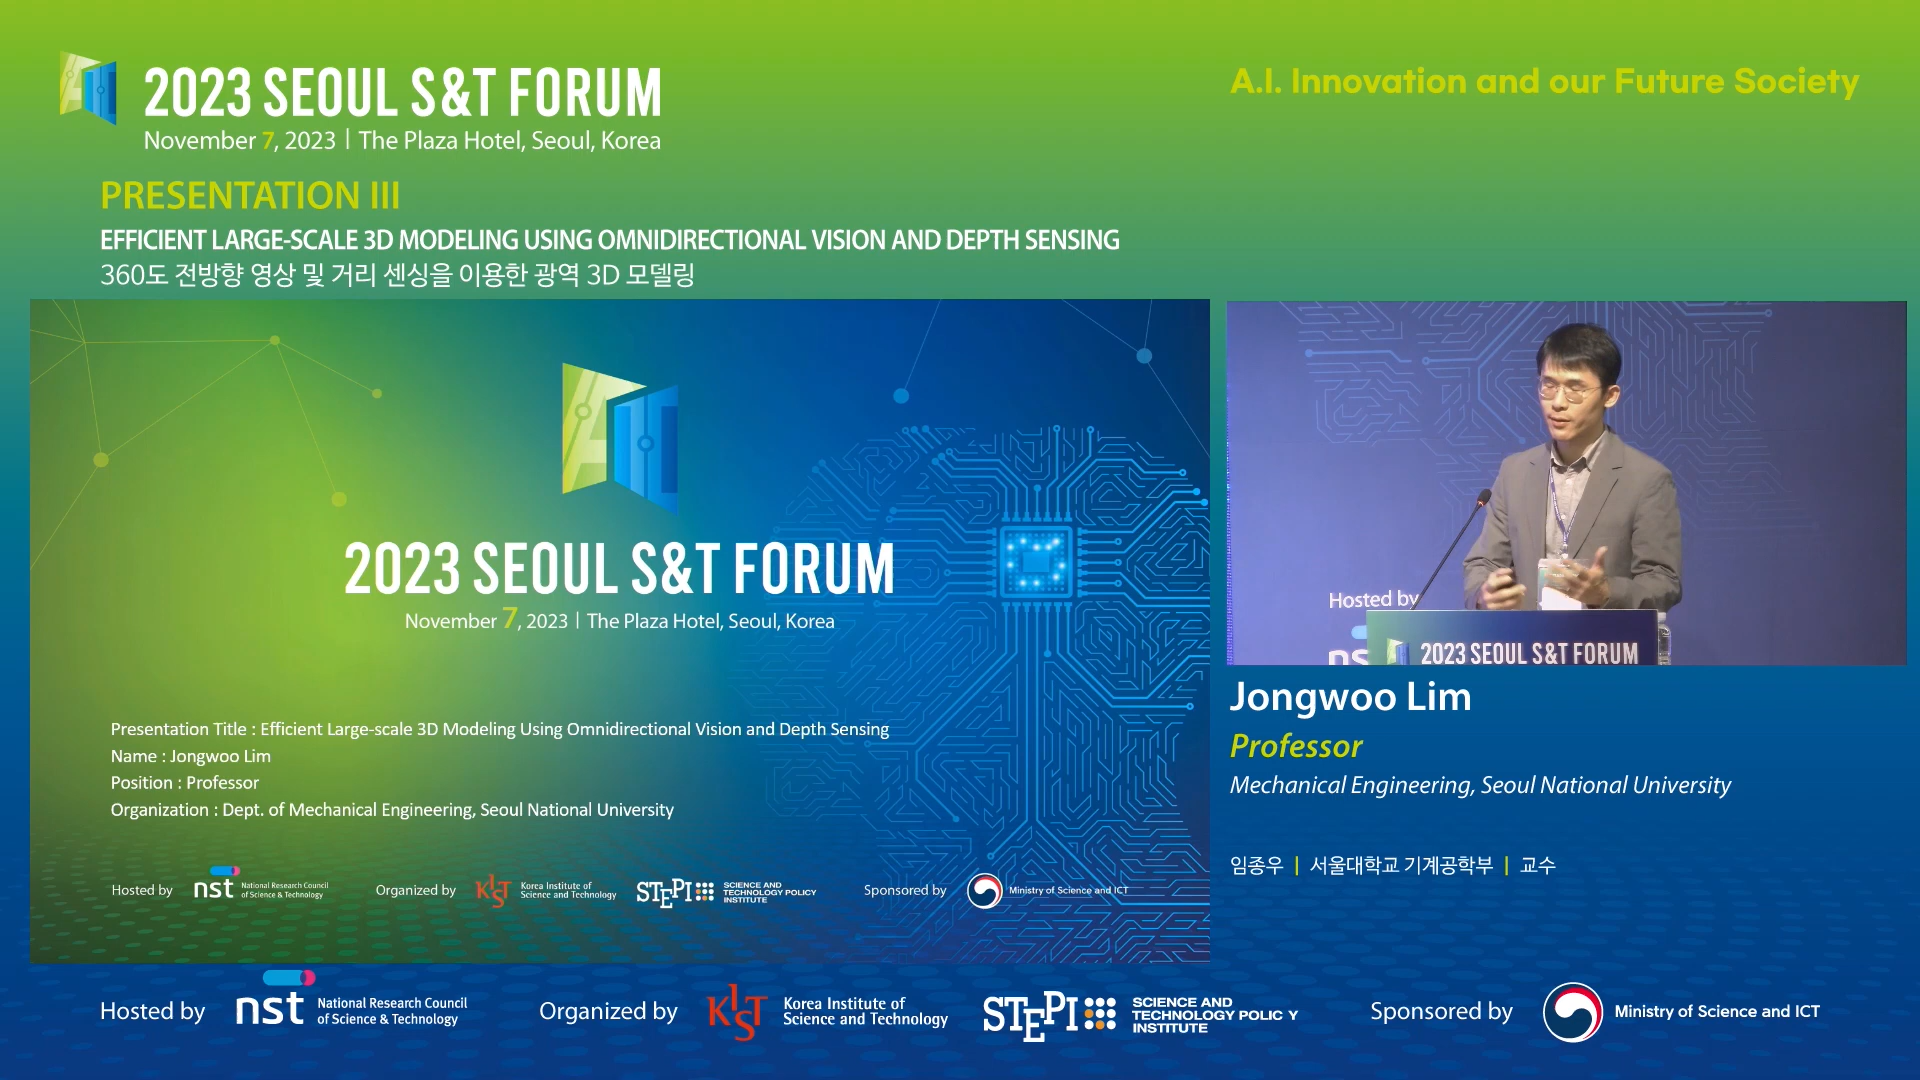 2023 SEOUL S&T FORUM
November 7, 2023 | The Plaza Hotel, Seoul, Korea
A.I. Innovation and our Future Society
PRESENTATION III
EFFICIENT LARGE-SCALE 3D MODELING USING OMNIDIRECTIONAL VISION AND DEPTH SENSING
360도 전방향 영상 및 거리 센싱을 이용한 광역 3D 모델링
2023 SEOUL S&T FORUM
November 7, 2023 | The Plaza Hotel, Seoul, Korea
Presentation Title : Efficient Large-scale 3D Modeling Using Omnidirectional Vision and Depth Sensing
Name : Jongwoo Lim
Position : Professor
Organization : Dept. of Mechanical Engineering, Seoul National University
Hosted by nst National Research Council
of Science & Technology
Organized by KIST Korea Institute of
Science and Technology
STEPI SCIENCE AND
TECHNOLOGY POLICY
INSTITUTE
Sponsored by Ministry of Science and ICT
Hosted by
ns
2023 SEOUL S&T FORUM
Jongwoo Lim
Professor
Mechanical Engineering, Seoul National University
임종우 | 서울대학교 기계공학부 | 교수
Hosted by nst National Research Council
of Science & Technology
Organized by KIST Korea Institute of
Science and Technology
STEPI SCIENCE AND
TECHNOLOGY POLIC Y
INSTITUTE
Sponsored by Ministry of Science and ICT